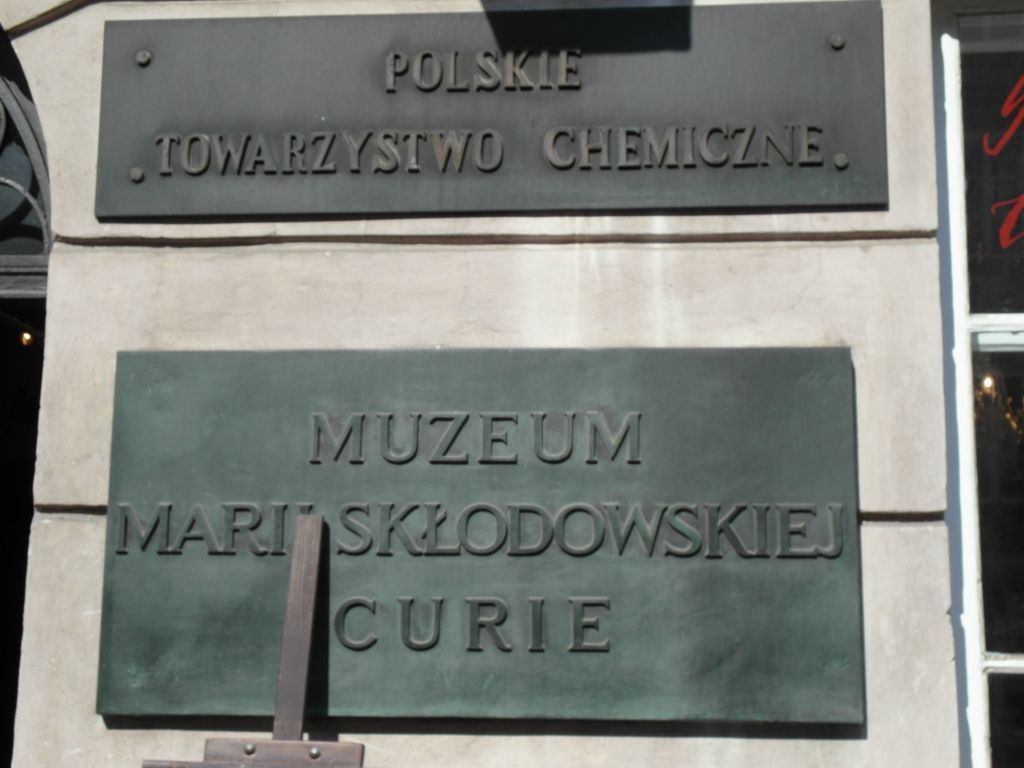 POLSKIE
TOWARZYSTWO CHEMICZNE
MUZEUM
MARII SKŁODOWSKIEJ
CURIE